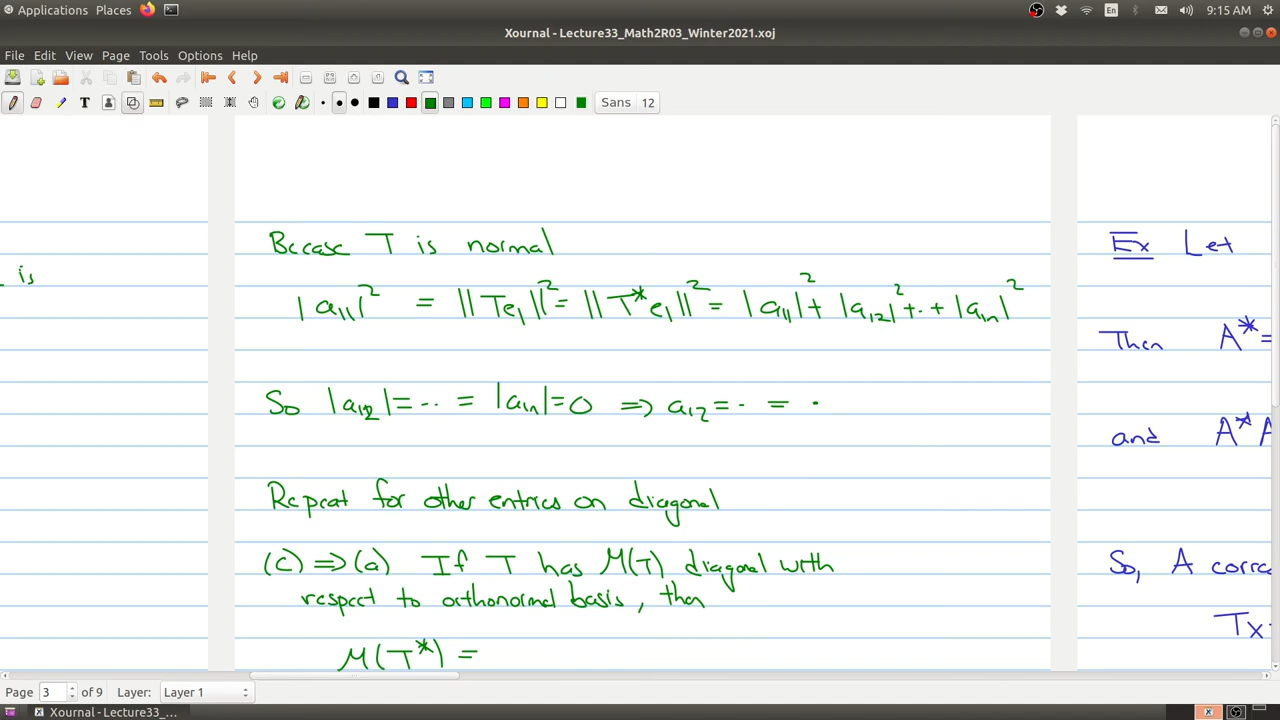 Applications Places En 9:15 AM
Xournal - Lecture33_Math2R03_Winter2021.xoj
File Edit View Page Tools Options Help
Sans 12
is
Becase T is normal
|a₁₁|² = ||Te₁||² = ||T*e₁||² = |a₁₁|² + |a₁₂|² + ·· + |a₁ₙ|²
So |a₁₂| = ··· = |a₁ₙ| = 0 ⇒ a₁₂ = ·· = ·
Repeat for other entries on diagonal
(c) ⇒ (a) If T has M(T) diagonal with
respect to orthonormal basis, then
M(T*) =
Ex Let
Then A* =
and A*A
So, A corre
Tx
Page 3 of 9 Layer: Layer 1
Xournal - Lecture33_...